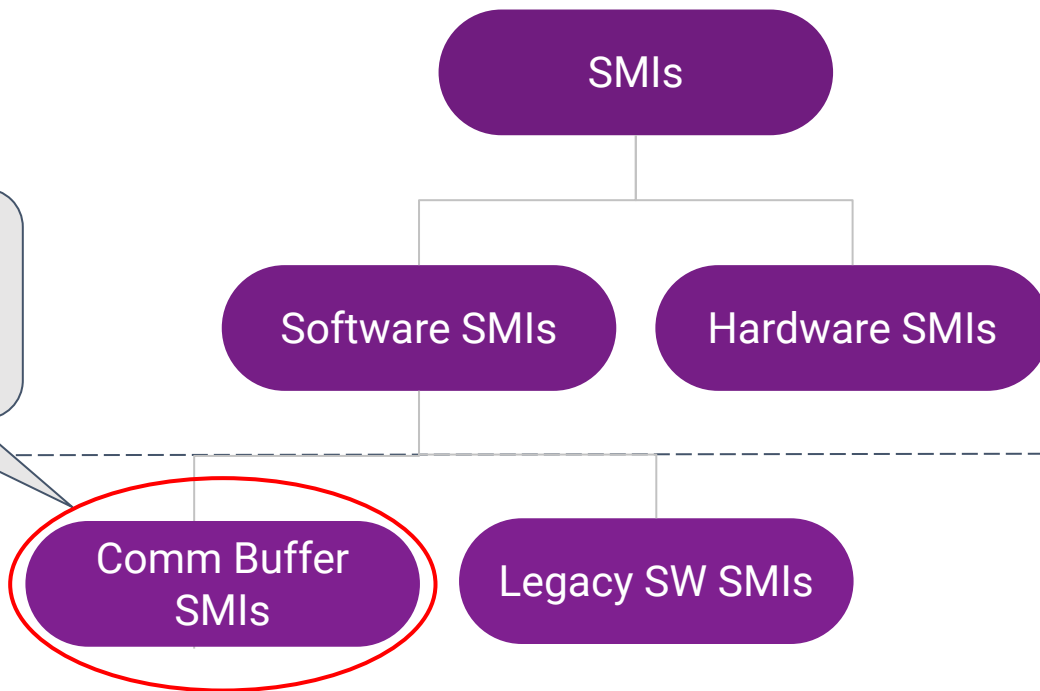 SMIs
Software SMIs
Hardware SMIs
Comm Buffer
SMIs
Legacy SW SMIs